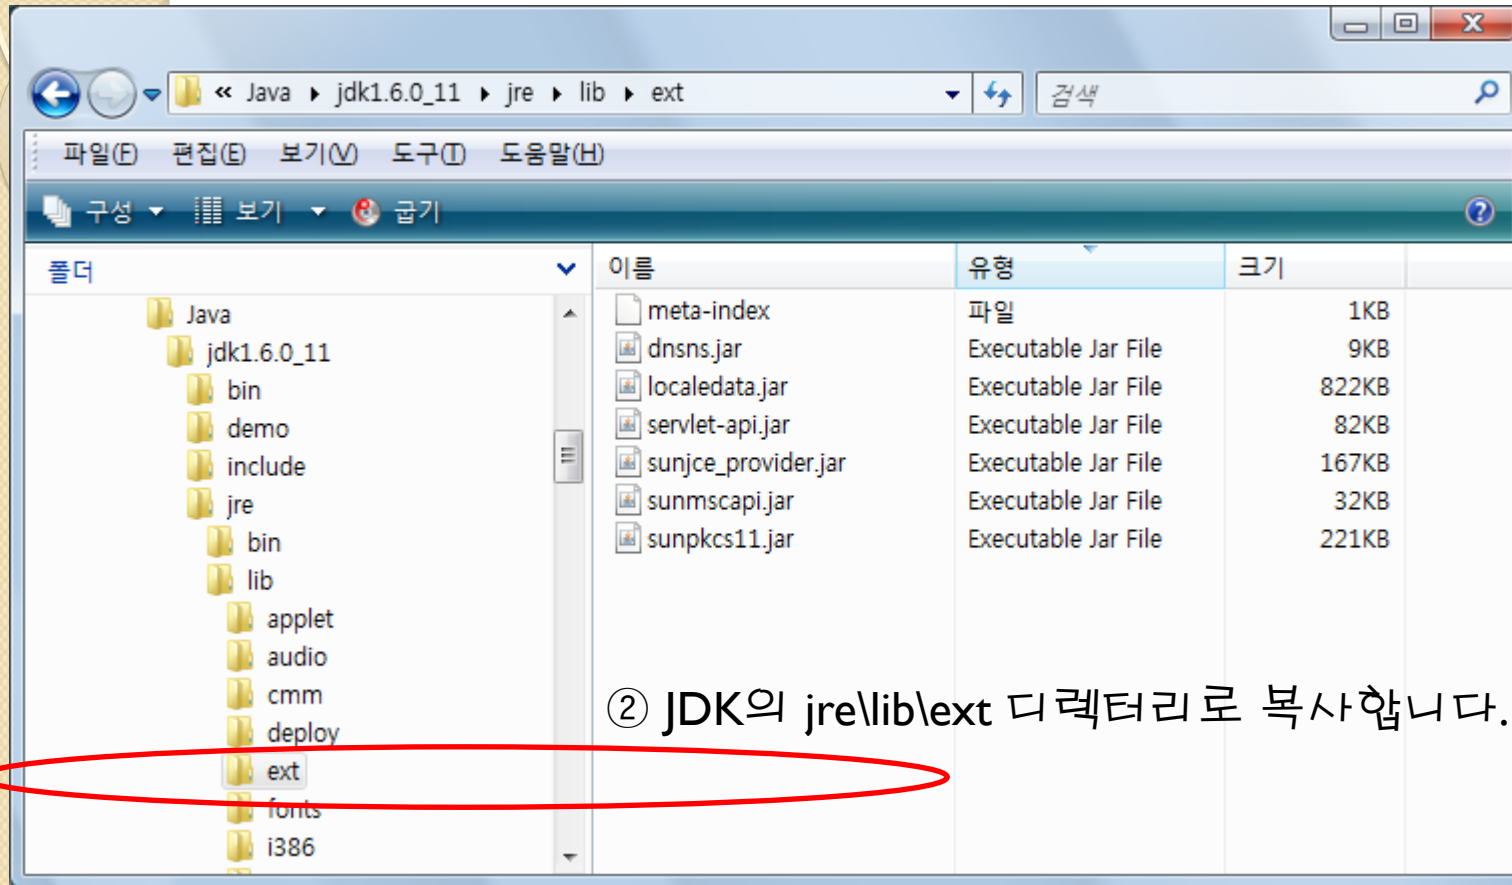 « Java ▸ jdk1.6.0_11 ▸ jre ▸ lib ▸ ext
검색
파일(F) 편집(E) 보기(V) 도구(T) 도움말(H)
구성 보기 굽기
폴더
Java
jdk1.6.0_11
bin
demo
include
jre
bin
lib
applet
audio
cmm
deploy
ext
fonts
i386
이름 유형 크기
meta-index 파일 1KB
dnsns.jar Executable Jar File 9KB
localedata.jar Executable Jar File 822KB
servlet-api.jar Executable Jar File 82KB
sunjce_provider.jar Executable Jar File 167KB
sunmscapi.jar Executable Jar File 32KB
sunpkcs11.jar Executable Jar File 221KB
② JDK의 jre\lib\ext 디렉터리로 복사합니다.